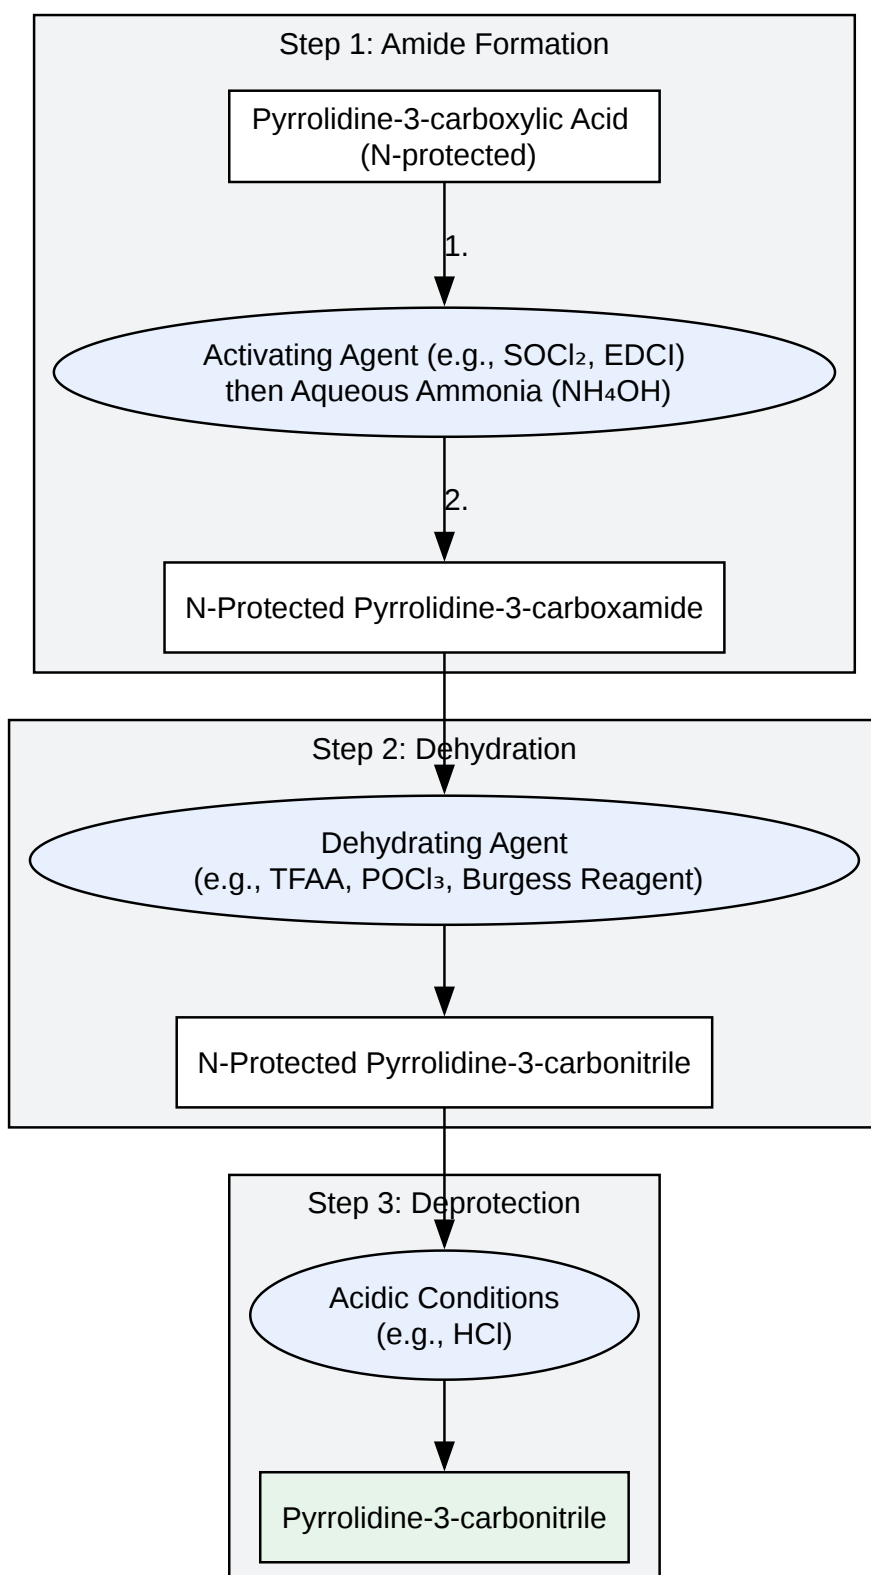 Step 1: Amide Formation
Pyrrolidine-3-carboxylic Acid
(N-protected)
1.
Activating Agent (e.g., SOCl₂, EDCI)
then Aqueous Ammonia (NH₄OH)
2.
N-Protected Pyrrolidine-3-carboxamide
Step 2: Dehydration
Dehydrating Agent
(e.g., TFAA, POCl₃, Burgess Reagent)
N-Protected Pyrrolidine-3-carbonitrile
Step 3: Deprotection
Acidic Conditions
(e.g., HCl)
Pyrrolidine-3-carbonitrile